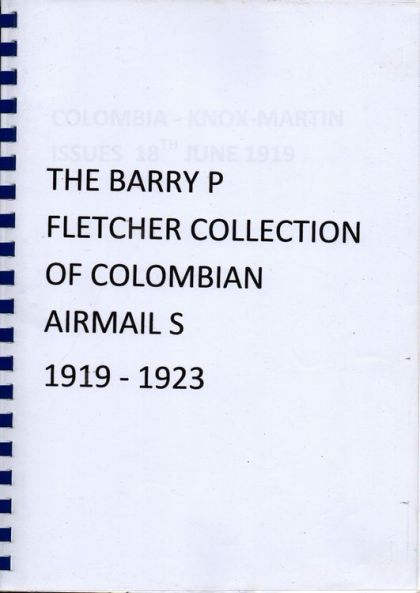 COLOMBIA - KNOX-MARTIN
ISSUES 18TH JUNE 1919
THE BARRY P
FLETCHER COLLECTION
OF COLOMBIAN
AIRMAIL S
1919 - 1923